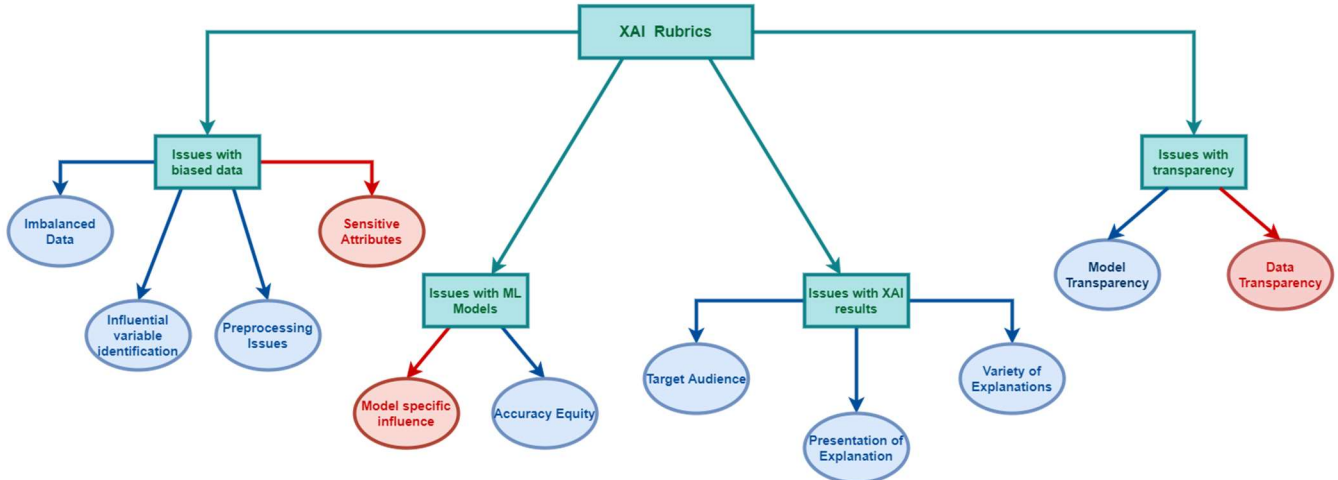 XAI Rubrics
Issues with
biased data
Issues with
transparency
Imbalanced
Data
Sensitive
Attributes
Model
Transparency
Data
Transparency
Issues with ML
Models
Issues with XAI
results
Influential
variable
identification
Preprocessing
Issues
Target Audience
Variety of
Explanations
Model specific
influence
Accuracy Equity
Presentation of
Explanation